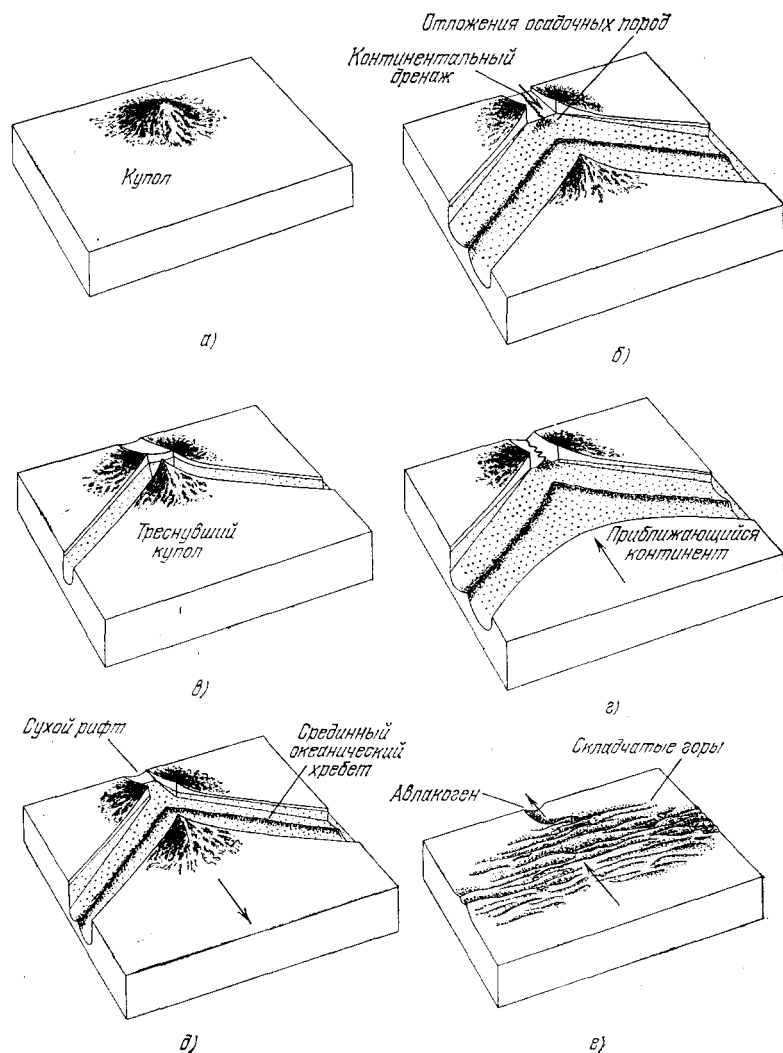 Отложения осадочных пород
Континентальный
дренаж
Купол
а)
б)
Треснувший
купол
Приближающийся
континент
в)
г)
Сухой рифт
Срединный
океанический
хребет
Складчатые горы
Авлакоген
д)
е)